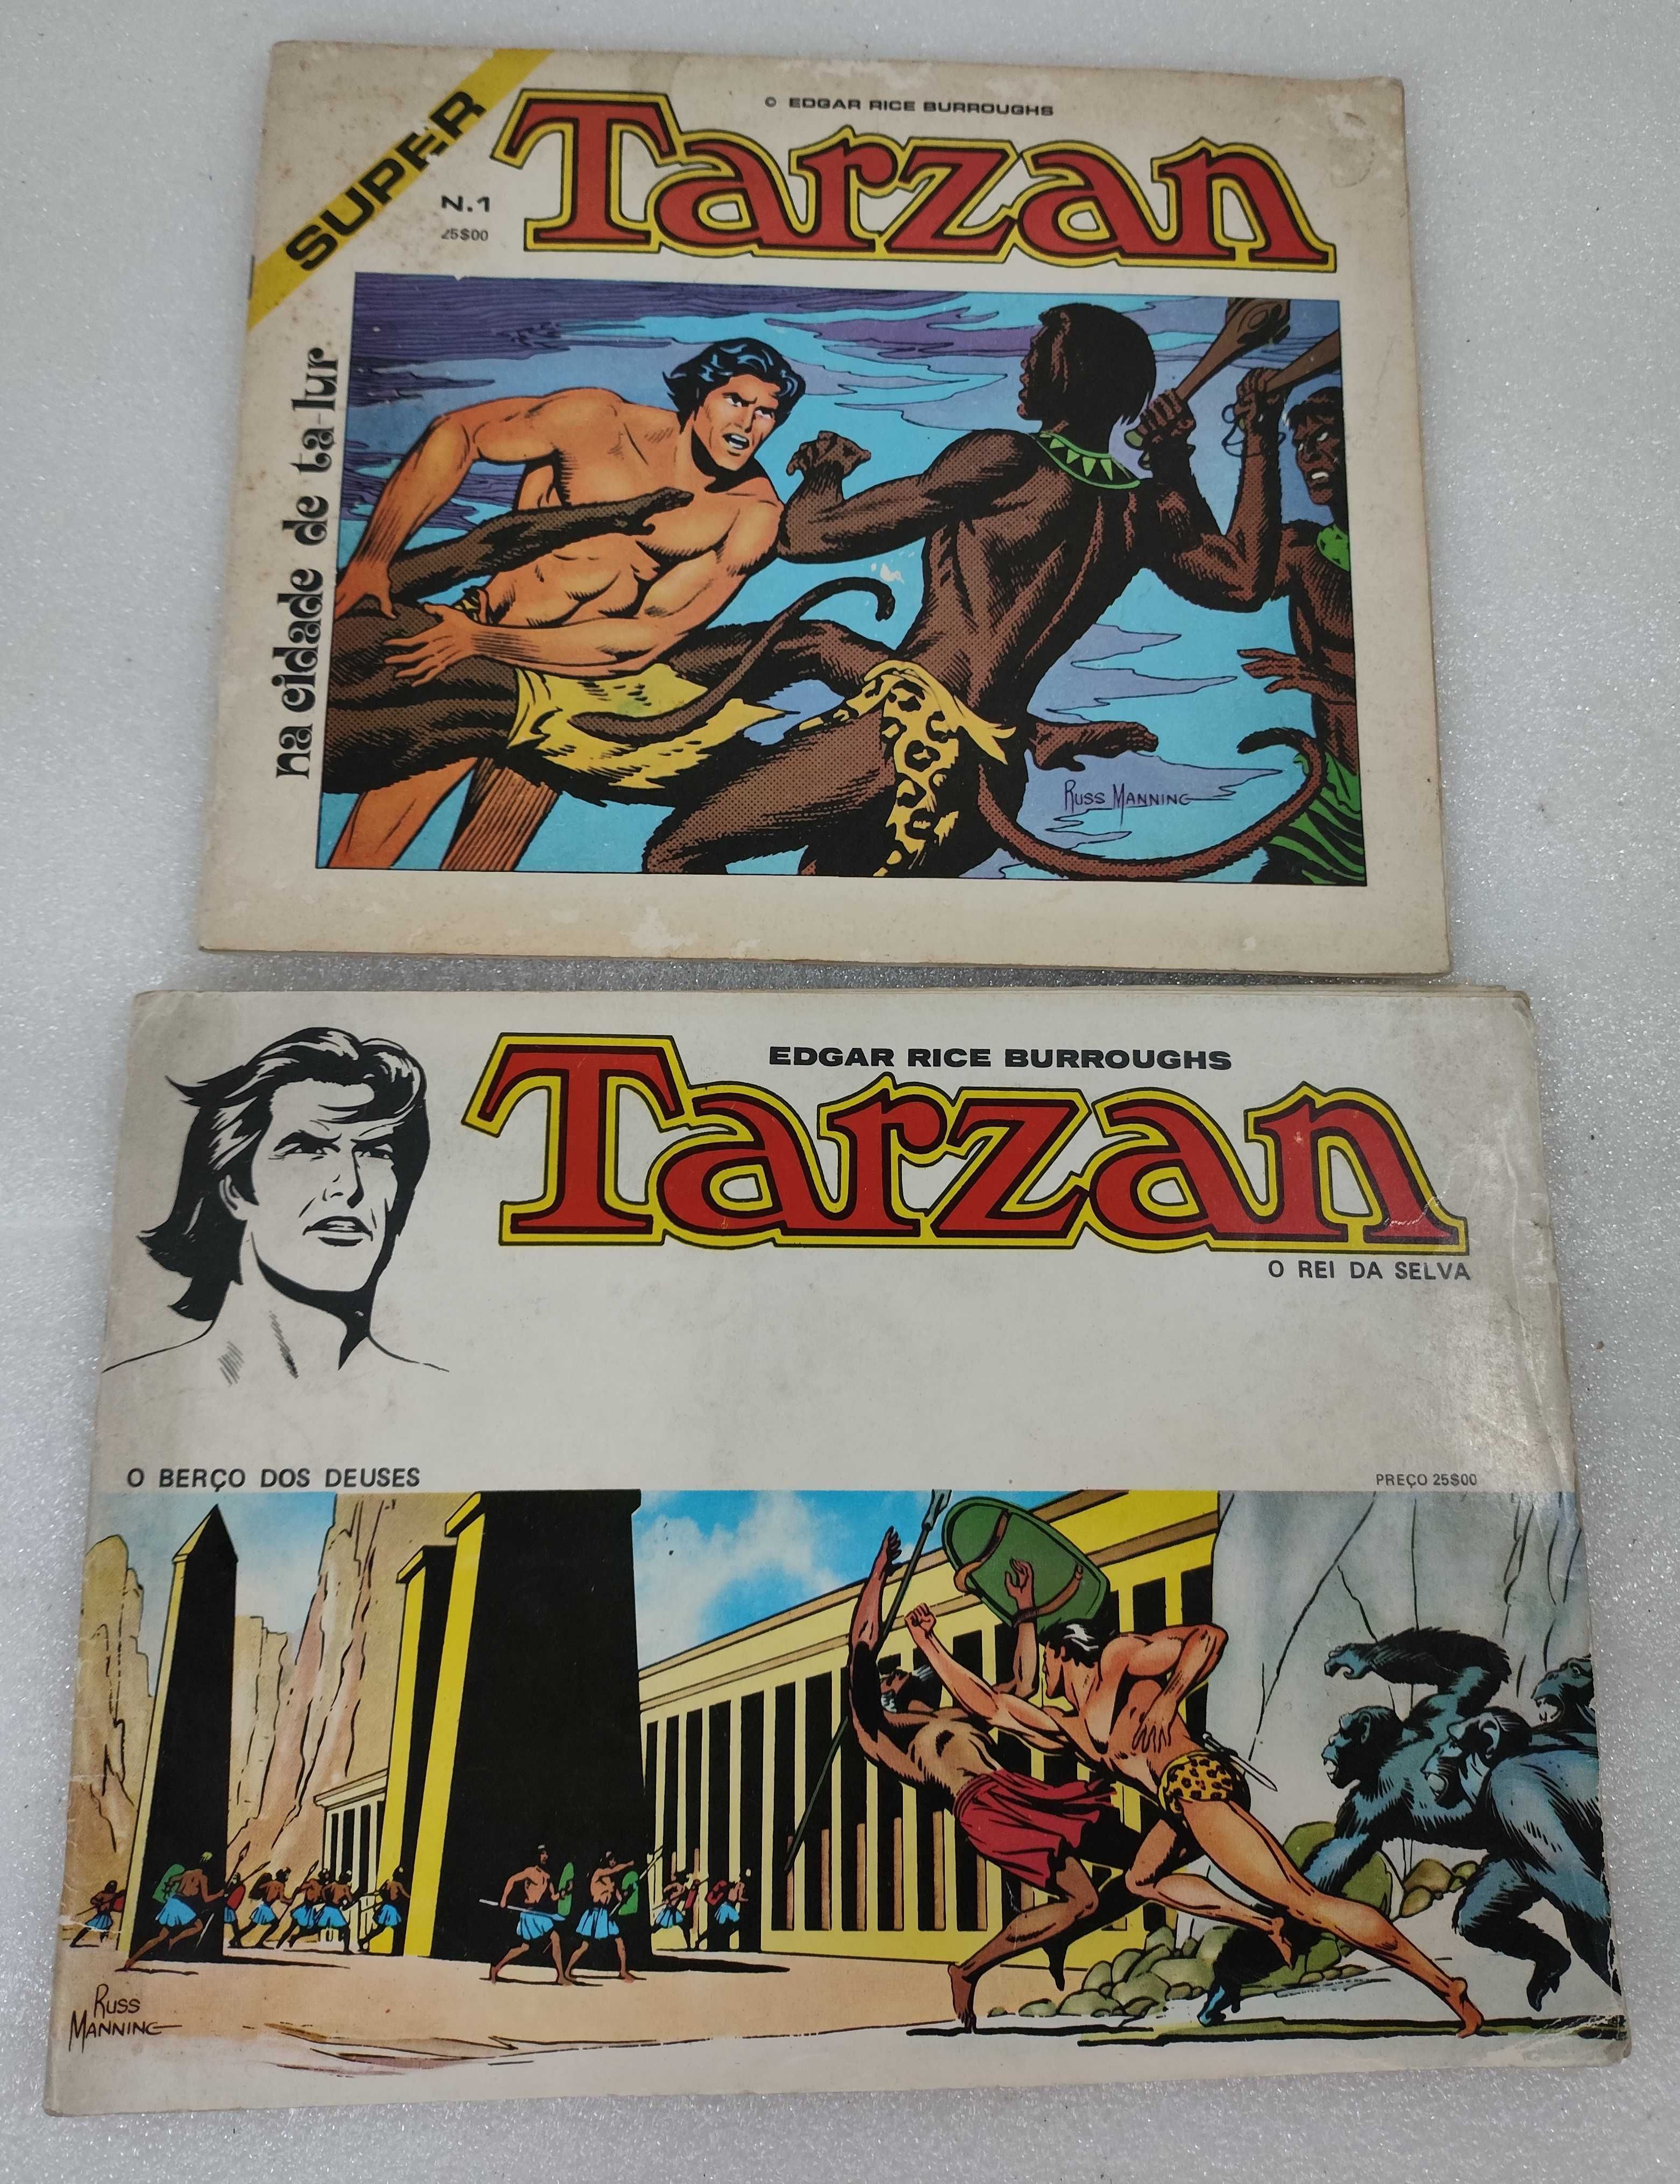 SUPER
© EDGAR RICE BURROUGHS
Tarzan
N.1
25$00
na cidade de ta-lur
RUSS MANNING
EDGAR RICE BURROUGHS
Tarzan
O REI DA SELVA
O BERÇO DOS DEUSES
PREÇO 25$00
RUSS
MANNING